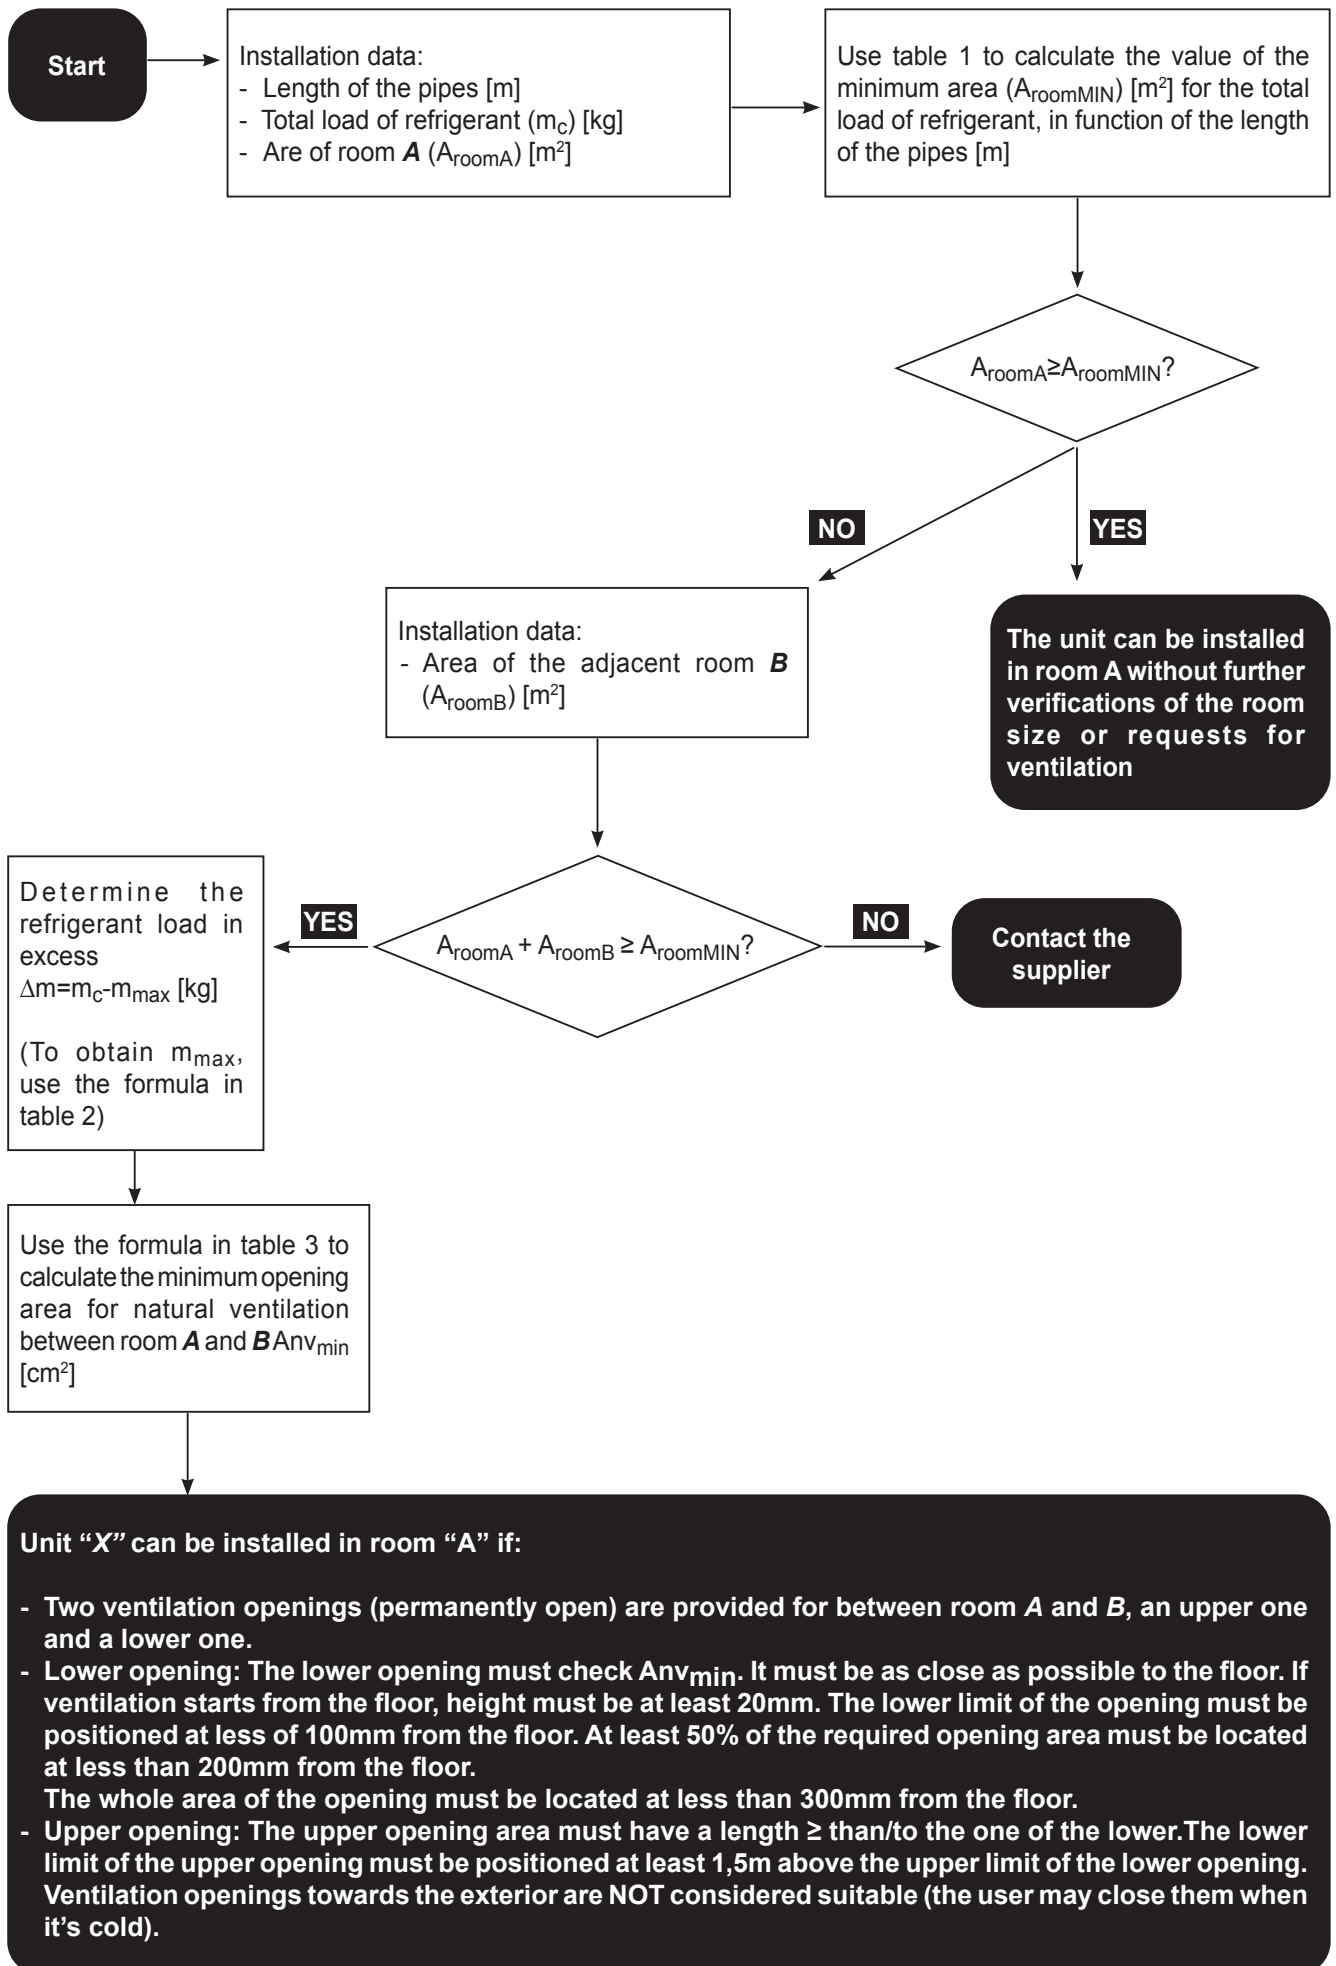 Start
Installation data:
- Length of the pipes [m]
- Total load of refrigerant (mc) [kg]
- Are of room A (AroomA) [m²]
Use table 1 to calculate the value of the
minimum area (AroomMIN) [m²] for the total
load of refrigerant, in function of the length
of the pipes [m]
AroomA≥AroomMIN?
NO
YES
Installation data:
- Area of the adjacent room B
(AroomB) [m²]
The unit can be installed
in room A without further
verifications of the room
size or requests for
ventilation
Determine the
refrigerant load in
excess
Δm=mc-mmax [kg]
(To obtain mmax,
use the formula in
table 2)
YES
AroomA + AroomB ≥ AroomMIN?
NO
Contact the
supplier
Use the formula in table 3 to
calculate the minimum opening
area for natural ventilation
between room A and B Anvmin
[cm²]
Unit “X” can be installed in room “A” if:
- Two ventilation openings (permanently open) are provided for between room A and B, an upper one
and a lower one.
- Lower opening: The lower opening must check Anvmin. It must be as close as possible to the floor. If
ventilation starts from the floor, height must be at least 20mm. The lower limit of the opening must be
positioned at less of 100mm from the floor. At least 50% of the required opening area must be located
at less than 200mm from the floor.
The whole area of the opening must be located at less than 300mm from the floor.
- Upper opening: The upper opening area must have a length ≥ than/to the one of the lower.The lower
limit of the upper opening must be positioned at least 1,5m above the upper limit of the lower opening.
Ventilation openings towards the exterior are NOT considered suitable (the user may close them when
it’s cold).